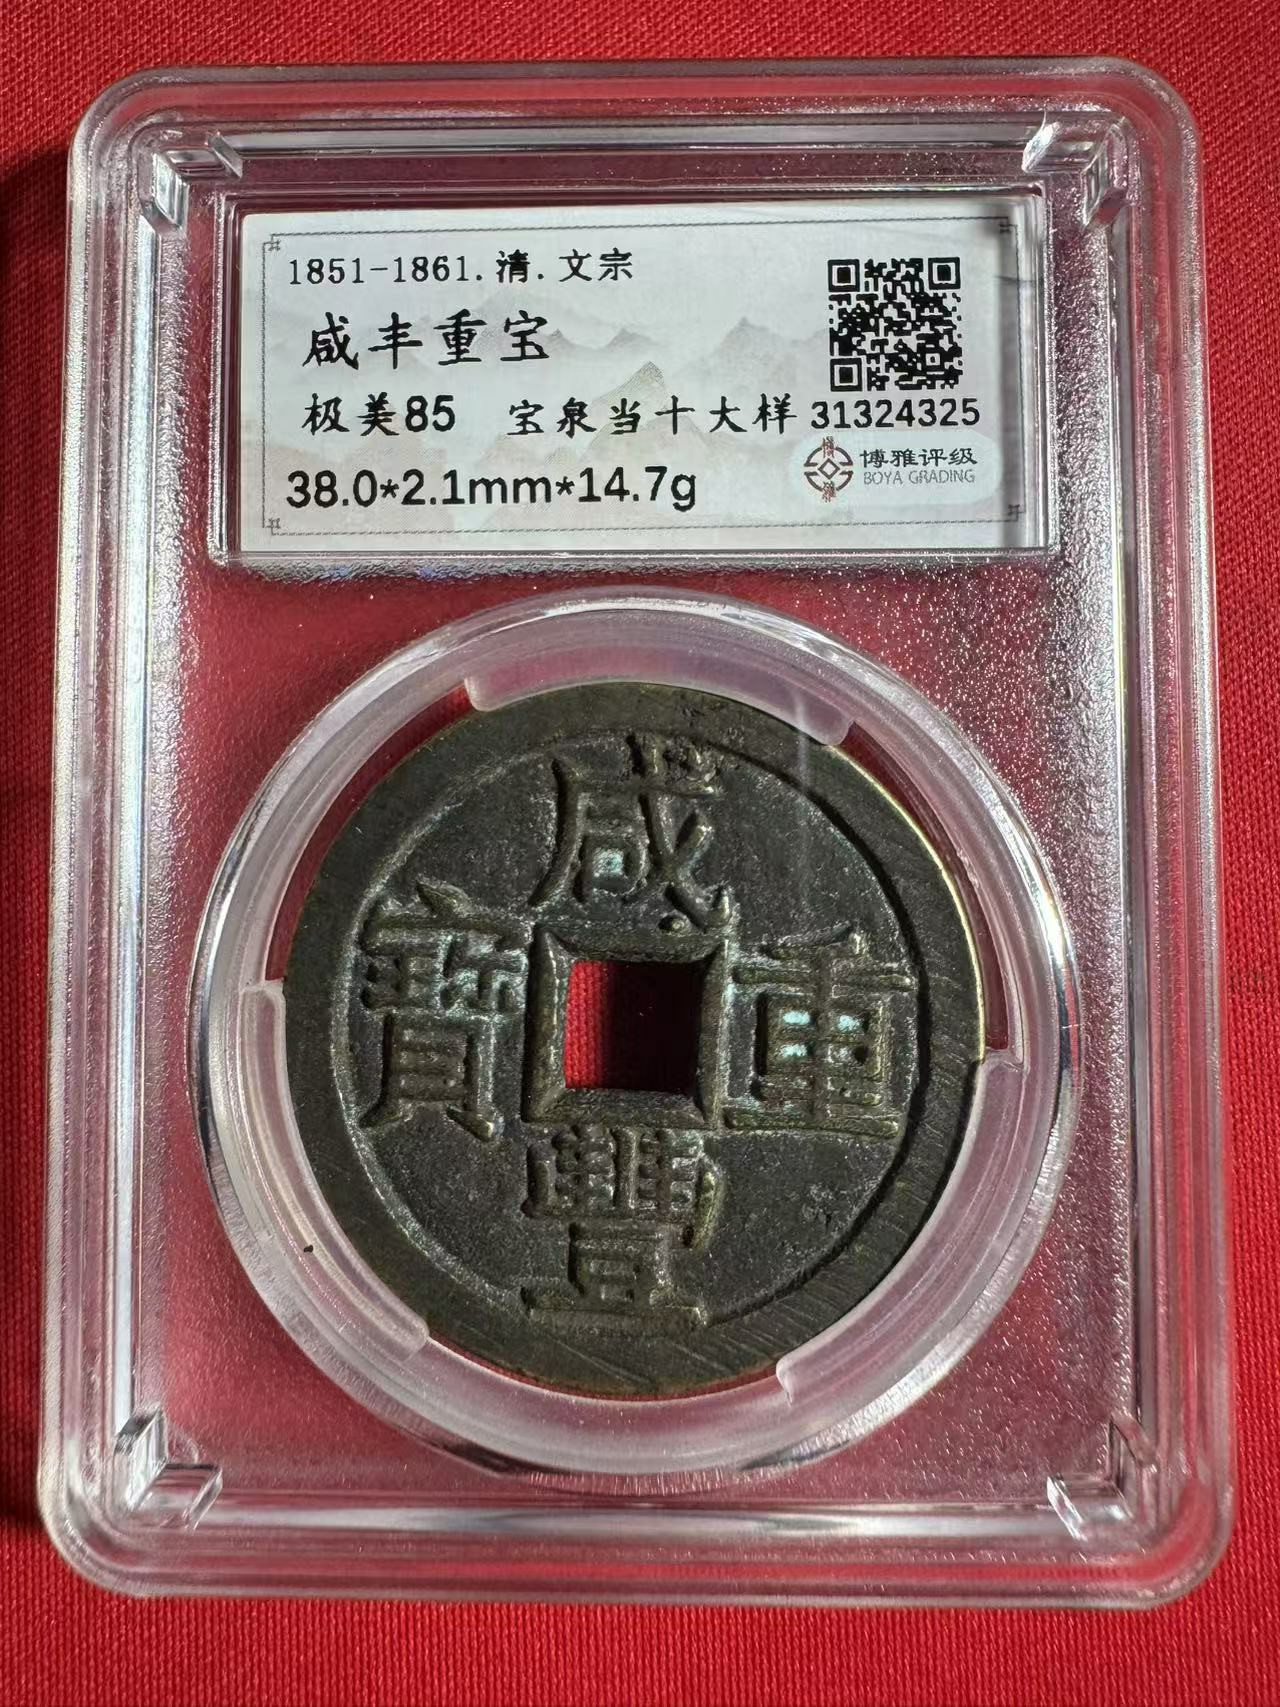 1851-1861.清.文宗
咸丰重宝
极美85 宝泉当十大样 31324325
38.0*2.1mm*14.7g
博雅评级
BOYA GRADING
咸
寶 重
豐